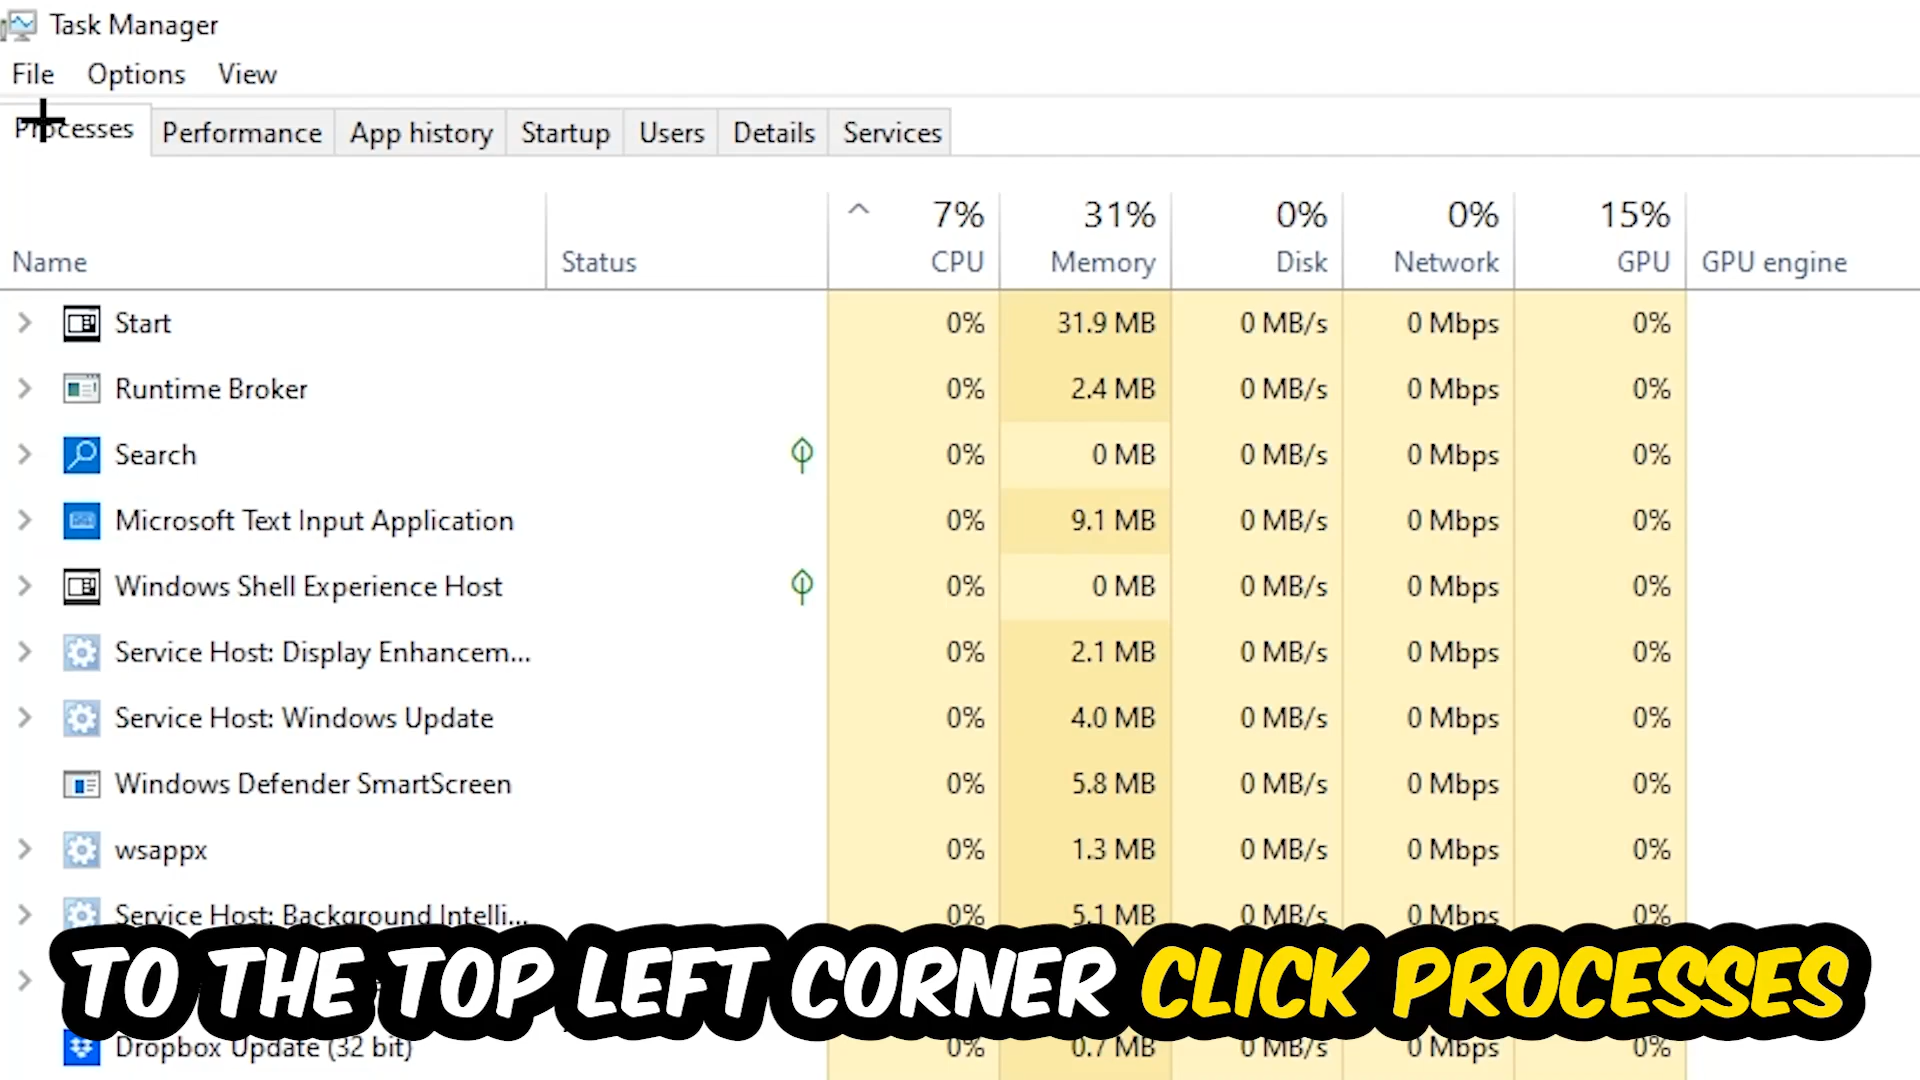 Task Manager
File Options View
Processes Performance App history Startup Users Details Services
7% 31% 0% 0% 15%
Name Status CPU Memory Disk Network GPU GPU engine
Start 0% 31.9 MB 0 MB/s 0 Mbps 0%
Runtime Broker 0% 2.4 MB 0 MB/s 0 Mbps 0%
Search 0% 0 MB 0 MB/s 0 Mbps 0%
Microsoft Text Input Application 0% 9.1 MB 0 MB/s 0 Mbps 0%
Windows Shell Experience Host 0% 0 MB 0 MB/s 0 Mbps 0%
Service Host: Display Enhancem... 0% 2.1 MB 0 MB/s 0 Mbps 0%
Service Host: Windows Update 0% 4.0 MB 0 MB/s 0 Mbps 0%
Windows Defender SmartScreen 0% 5.8 MB 0 MB/s 0 Mbps 0%
wsappx 0% 1.3 MB 0 MB/s 0 Mbps 0%
Service Host: Background Intelli... 0% 5.1 MB 0 MB/s 0 Mbps 0%
TO THE TOP LEFT CORNER CLICK PROCESSES
Dropbox Update (32 bit) 0% 0.7 MB 0 MB/s 0 Mbps 0%